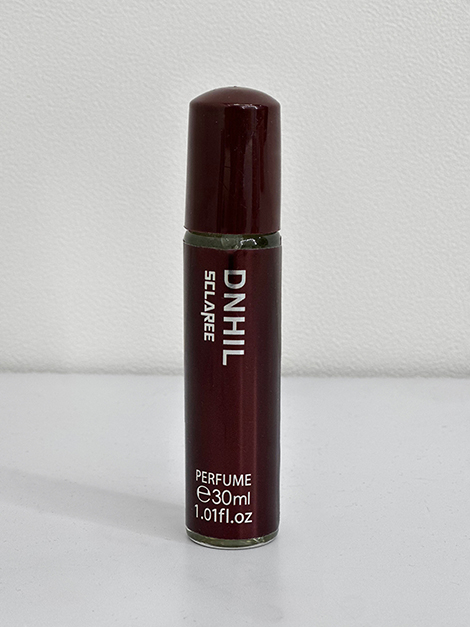 DNHIL
SCLAREE
PERFUME
℮30ml
1.01fl.oz